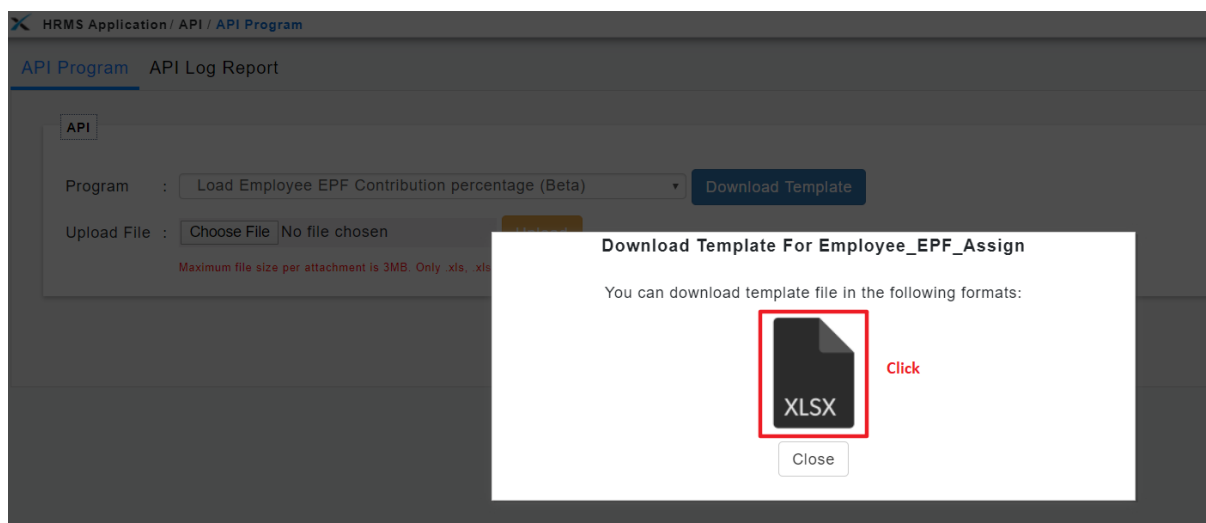 HRMS Application / API / API Program
API Program API Log Report
API
Program : Load Employee EPF Contribution percentage (Beta) Download Template
Upload File : Choose File No file chosen Upload
Maximum file size per attachment is 3MB. Only .xls, .xls
Download Template For Employee_EPF_Assign
You can download template file in the following formats:
XLSX
Click
Close